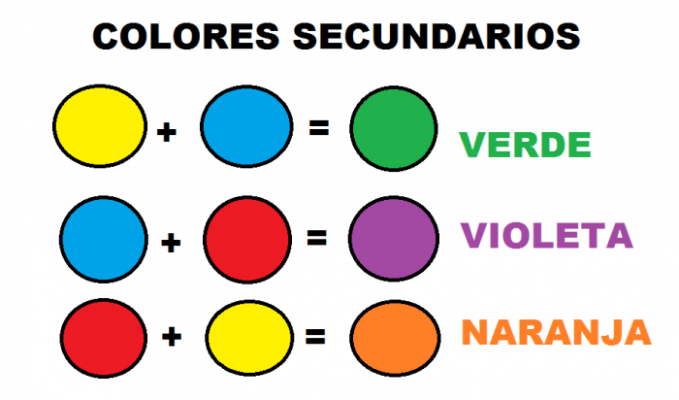 COLORES SECUNDARIOS
+ = VERDE
+ = VIOLETA
+ = NARANJA